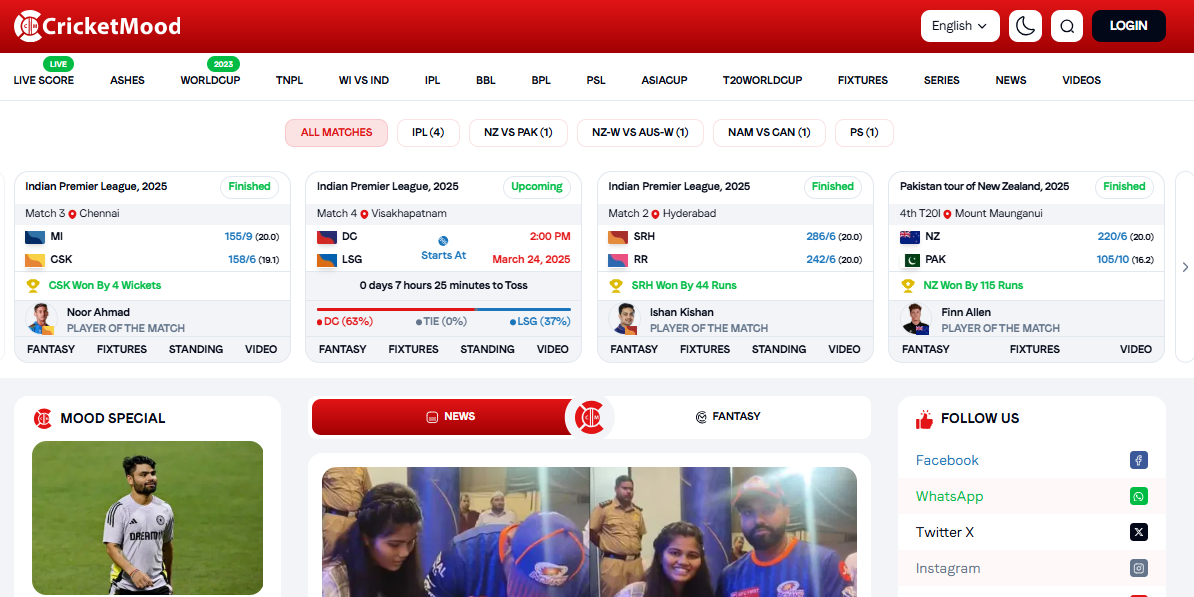 CricketMood
English
LOGIN
LIVE
2023
LIVE SCORE ASHES WORLDCUP TNPL WI VS IND IPL BBL BPL PSL ASIACUP T20WORLDCUP FIXTURES SERIES NEWS VIDEOS
ALL MATCHES IPL (4) NZ VS PAK (1) NZ-W VS AUS-W (1) NAM VS CAN (1) PS (1)
Indian Premier League, 2025 Finished
Match 3 Chennai
MI 155/9 (20.0)
CSK 158/6 (19.1)
CSK Won By 4 Wickets
Noor Ahmad
PLAYER OF THE MATCH
FANTASY FIXTURES STANDING VIDEO
Indian Premier League, 2025 Upcoming
Match 4 Visakhapatnam
DC 2:00 PM
Starts At
LSG March 24, 2025
0 days 7 hours 25 minutes to Toss
DC (63%) TIE (0%) LSG (37%)
FANTASY FIXTURES STANDING VIDEO
Indian Premier League, 2025 Finished
Match 2 Hyderabad
SRH 286/6 (20.0)
RR 242/6 (20.0)
SRH Won By 44 Runs
Ishan Kishan
PLAYER OF THE MATCH
FANTASY FIXTURES STANDING VIDEO
Pakistan tour of New Zealand, 2025 Finished
4th T20I Mount Maunganui
NZ 220/6 (20.0)
PAK 105/10 (16.2)
NZ Won By 115 Runs
Finn Allen
PLAYER OF THE MATCH
FANTASY FIXTURES VIDEO
MOOD SPECIAL
DREAM11
NEWS
FANTASY
FOLLOW US
Facebook
WhatsApp
Twitter X
Instagram